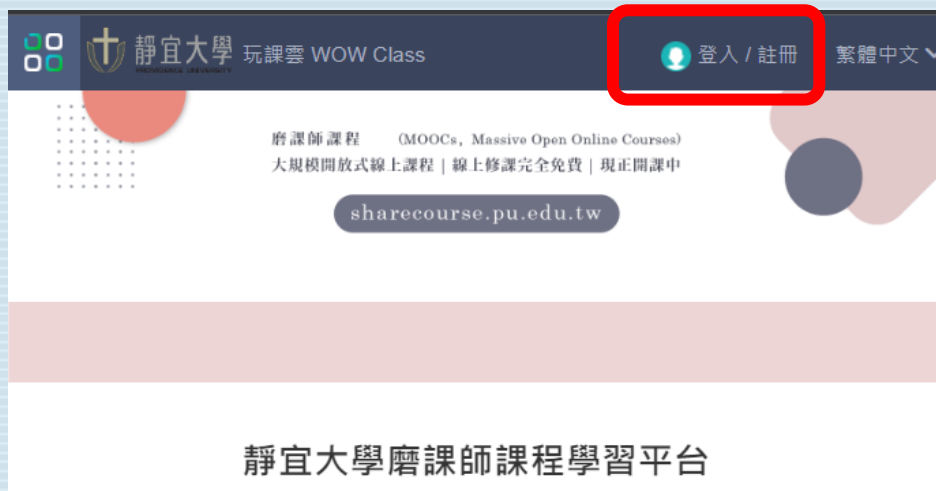 靜宜大學 玩課雲 WOW Class 登入 / 註冊 繁體中文
PROVIDENCE UNIVERSITY
磨課師課程 (MOOCs, Massive Open Online Courses)
大規模開放式線上課程 | 線上修課完全免費 | 現正開課中
sharecourse.pu.edu.tw
靜宜大學磨課師課程學習平台